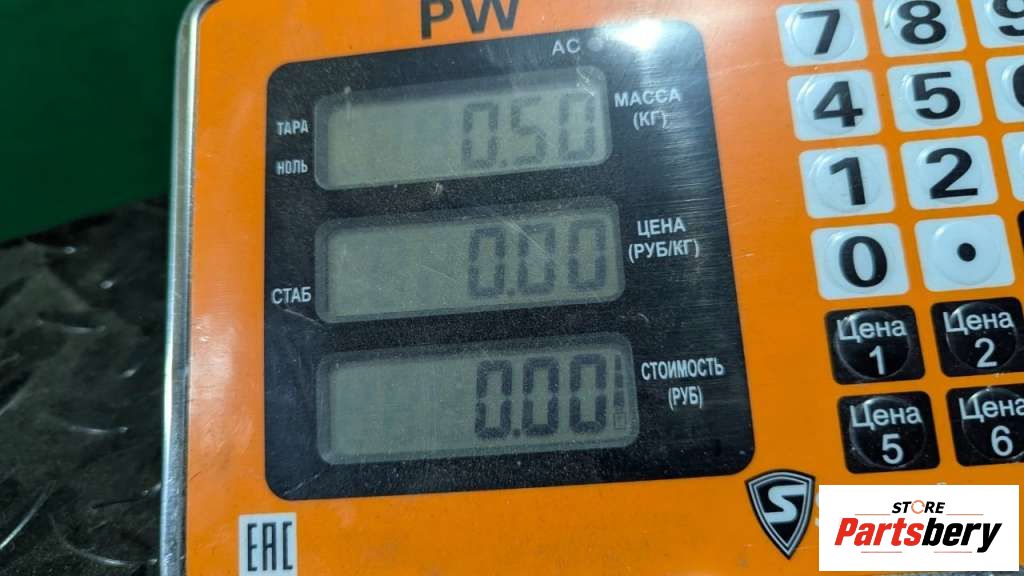 PW
AC
ТАРА
НОЛЬ
0.50
МАССА
(КГ)
0.00
ЦЕНА
(РУБ/КГ)
СТАБ
0.00
СТОИМОСТЬ
(РУБ)
7 8 9
4 5
1 2
0 .
Цена
1
Цена
2
Цена
5
Цена
6
S
EAC
STORE
Partsbery